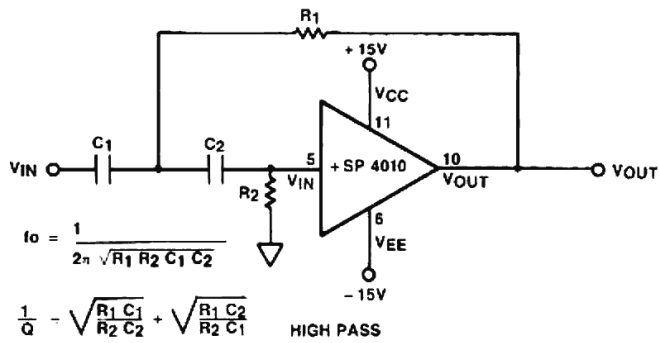 R1
+ 15V
VCC
11
C1
C2
VIN
5
+ SP 4010
10
VOUT
VOUT
R2
VIN
6
VEE
fo = 1 / 2π √R1 R2 C1 C2
- 15V
1/Q = √R1 C1 / R2 C2 + √R1 C2 / R2 C1
HIGH PASS